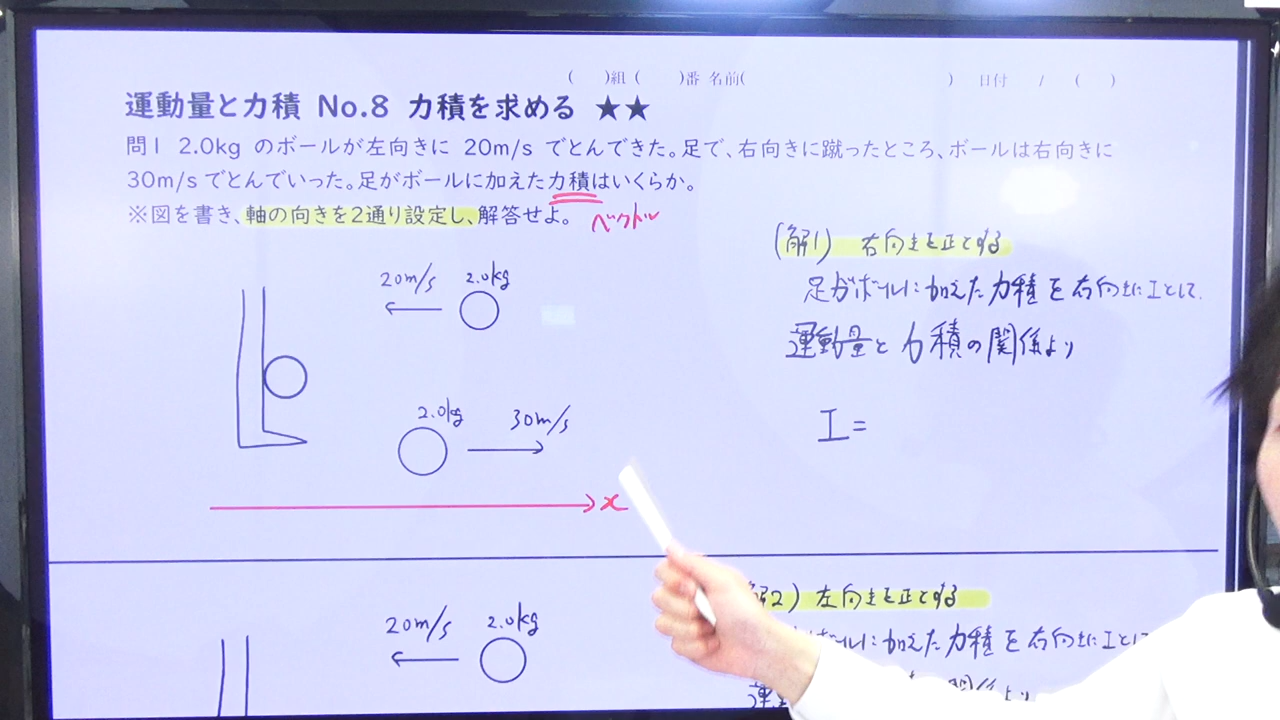 ( )組 ( )番 名前( ) 日付 / ( )
運動量と力積 No.8 力積を求める ★★
問1 2.0kg のボールが左向きに 20m/s でとんできた。足で、右向きに蹴ったところ、ボールは右向きに
30m/s でとんでいった。足がボールに加えた力積はいくらか。
※図を書き、軸の向きを2通り設定し、解答せよ。 ベクトル
20m/s 2.0kg
2.0kg 30m/s
x
(解1) 右向きを正とする
足がボールに加えた力積を右向きにIとして、
運動量と力積の関係より
I=
20m/s 2.0kg
解2) 左向きを正とする
ボールに加えた力積を右向きにIとし